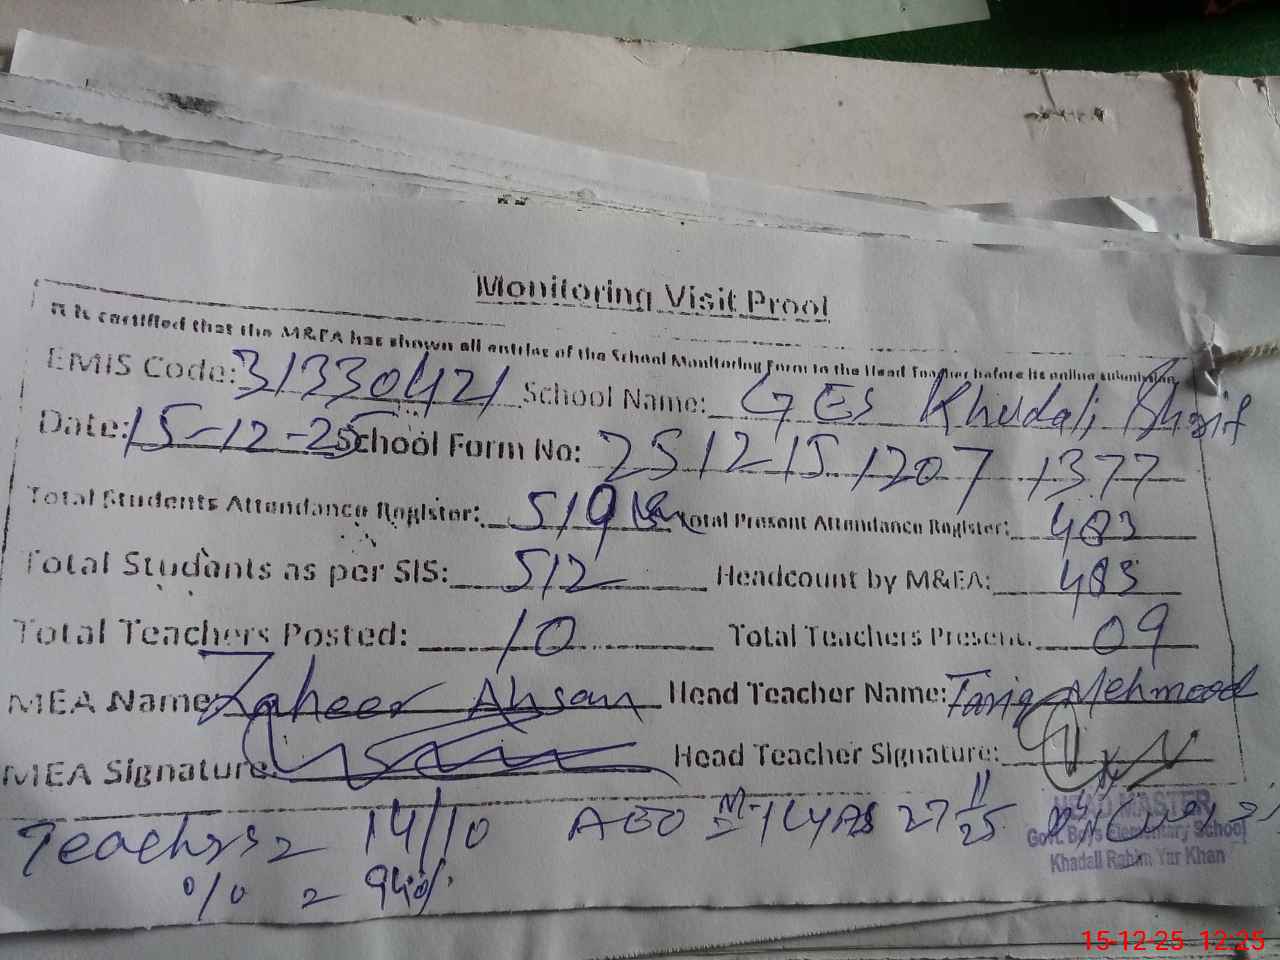 Monitoring Visit Proof
It is certified that the M&EA has shown all entries of the School Monitoring Form to the Head Teacher before its online submission
EMIS Code: 31330421 School Name: GES Khudali Sharif
Date: 15-12-25 School Form No: 25121512071377
Total Students Attendance Register: 519 Total Present Attendance Register: 483
Total Students as per SIS: 512 Headcount by M&EA: 483
Total Teachers Posted: 10 Total Teachers Present: 09
MEA Name: Zaheer Ahsan Head Teacher Name: Tariq Mehmood
MEA Signature: Head Teacher Signature:
Teachers = 14/10 AEO M. ILYAS 27 11/25
% = 94%
HEAD MASTER
Govt. Boys Elementary School
Khadali Rahim Yar Khan
15-12-25 12:25